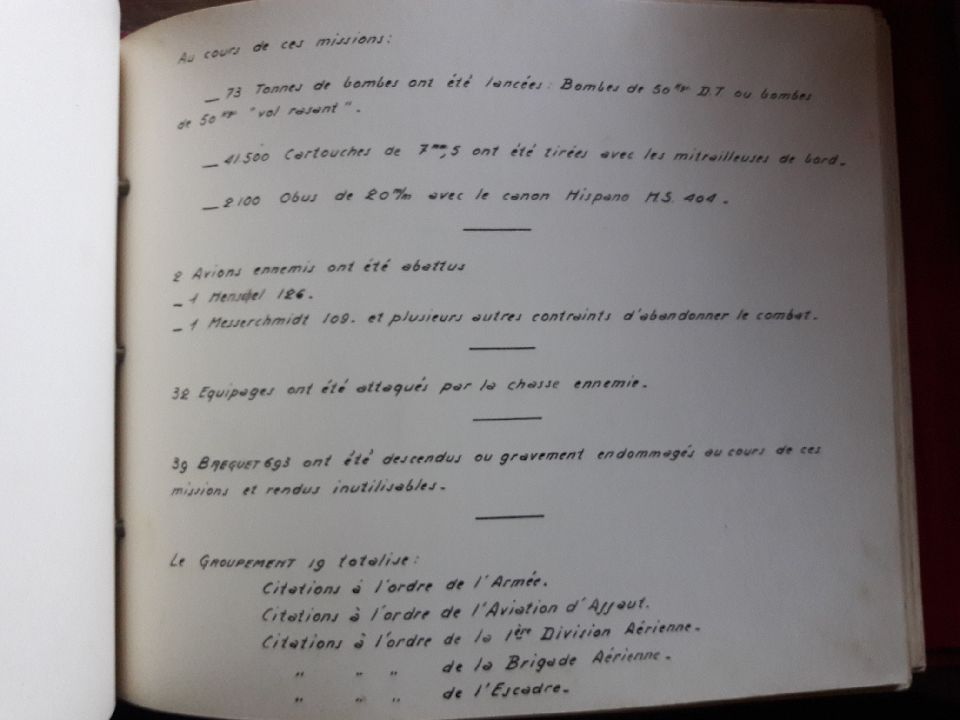 Au cours de ces missions:
_ 73 Tonnes de bombes ont été lancées: Bombes de 50 kgr D.T ou bombes
de 50 kgr "vol rasant".
_ 41.500 Cartouches de 7mm,5 ont été tirées avec les mitrailleuses de bord.
_ 2100 Obus de 20 m/m avec le canon Hispano H.S. 404.
2 Avions ennemis ont été abattus
_ 1 Henschel 126.
_ 1 Messerchmidt 109. et plusieurs autres contraints d'abandonner le combat.
32 Equipages ont été attaqués par la chasse ennemie.
39 BREGUET 693 ont été descendus ou gravement endommagés au cours de ces
missions et rendus inutilisables.
Le GROUPEMENT 19 totalise:
Citations à l'ordre de l'Armée.
Citations à l'ordre de l'Aviation d'Assaut.
Citations à l'ordre de la 1ère Division Aérienne.
" " " de la Brigade Aérienne.
" " " de l'Escadre.